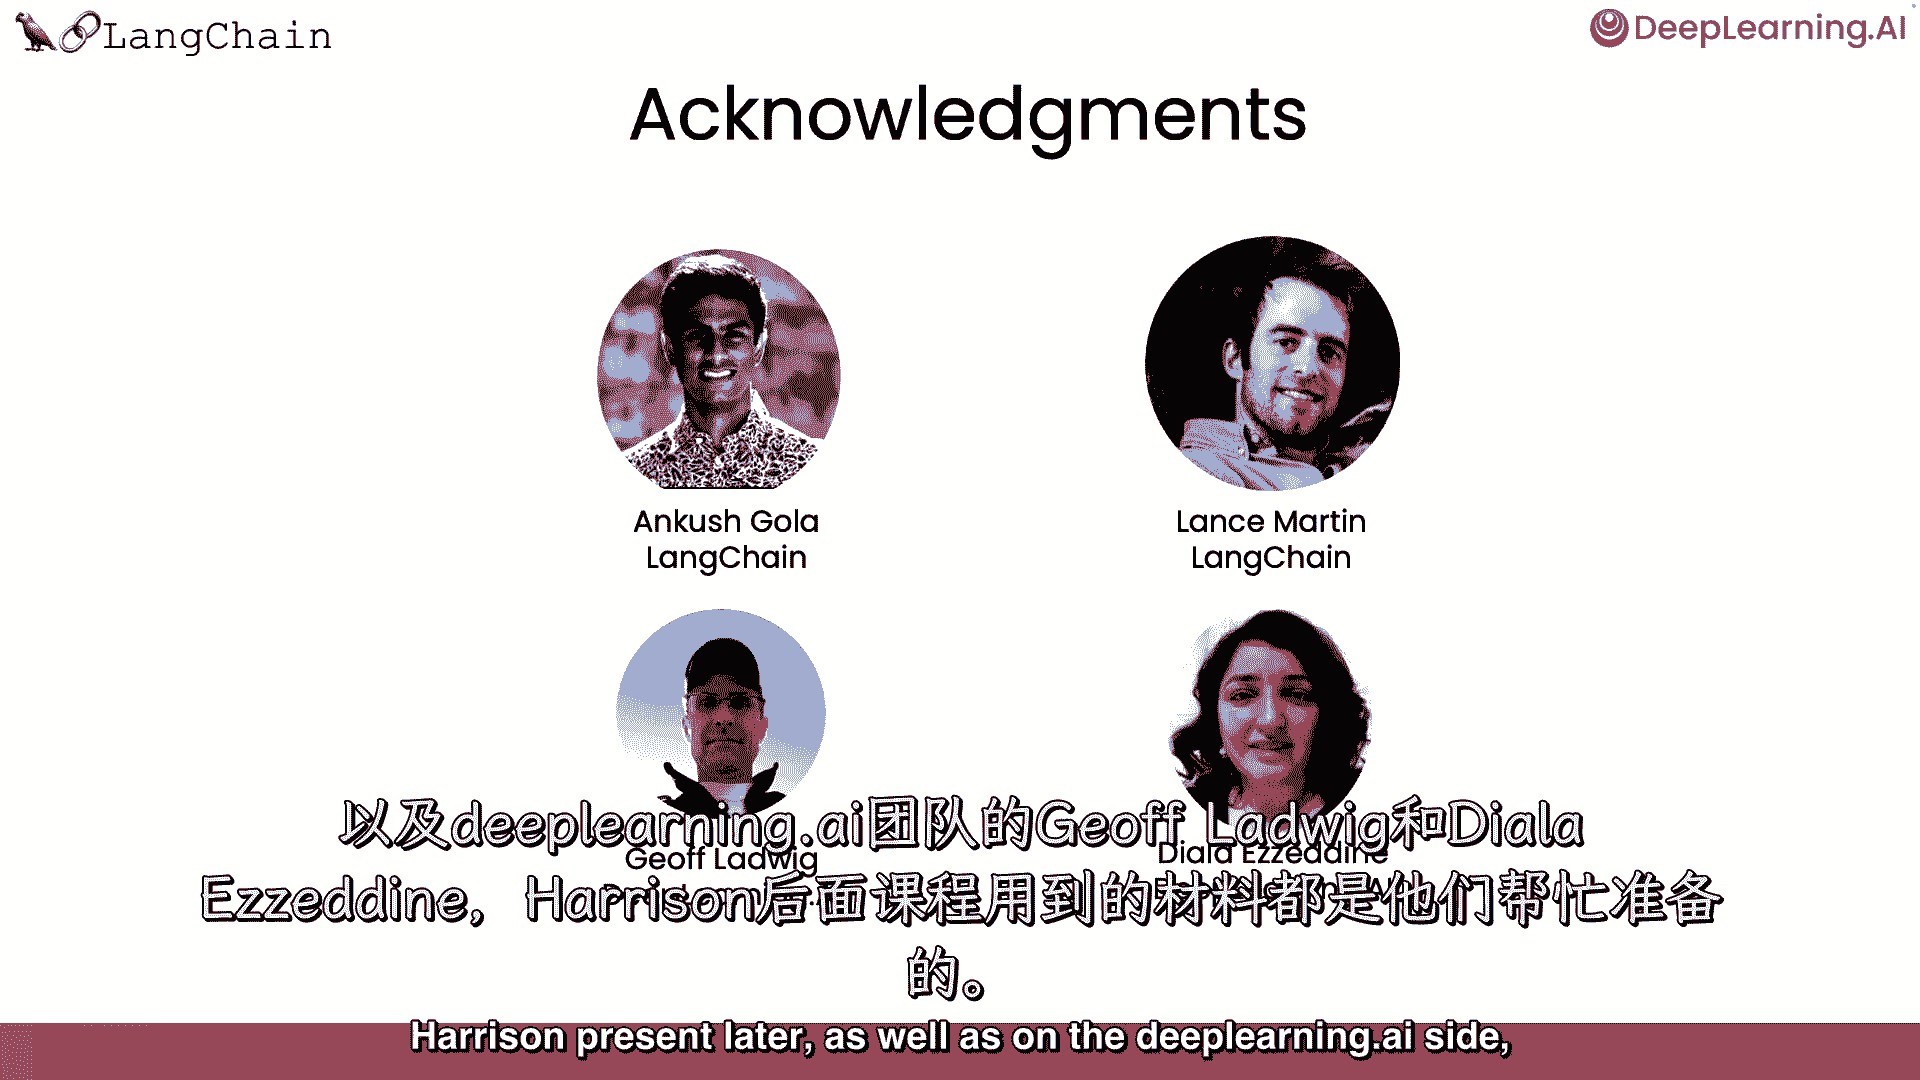 LangChain
DeepLearning.AI
Acknowledgments
Ankush Gola
LangChain
Lance Martin
LangChain
Geoff Ladwig
Diala Ezzeddine
以及deeplearning.ai团队的Geoff Ladwig和Diala
Ezzeddine，Harrison后面课程用到的材料都是他们帮忙准备
的。
Harrison present later, as well as on the deeplearning.ai side,